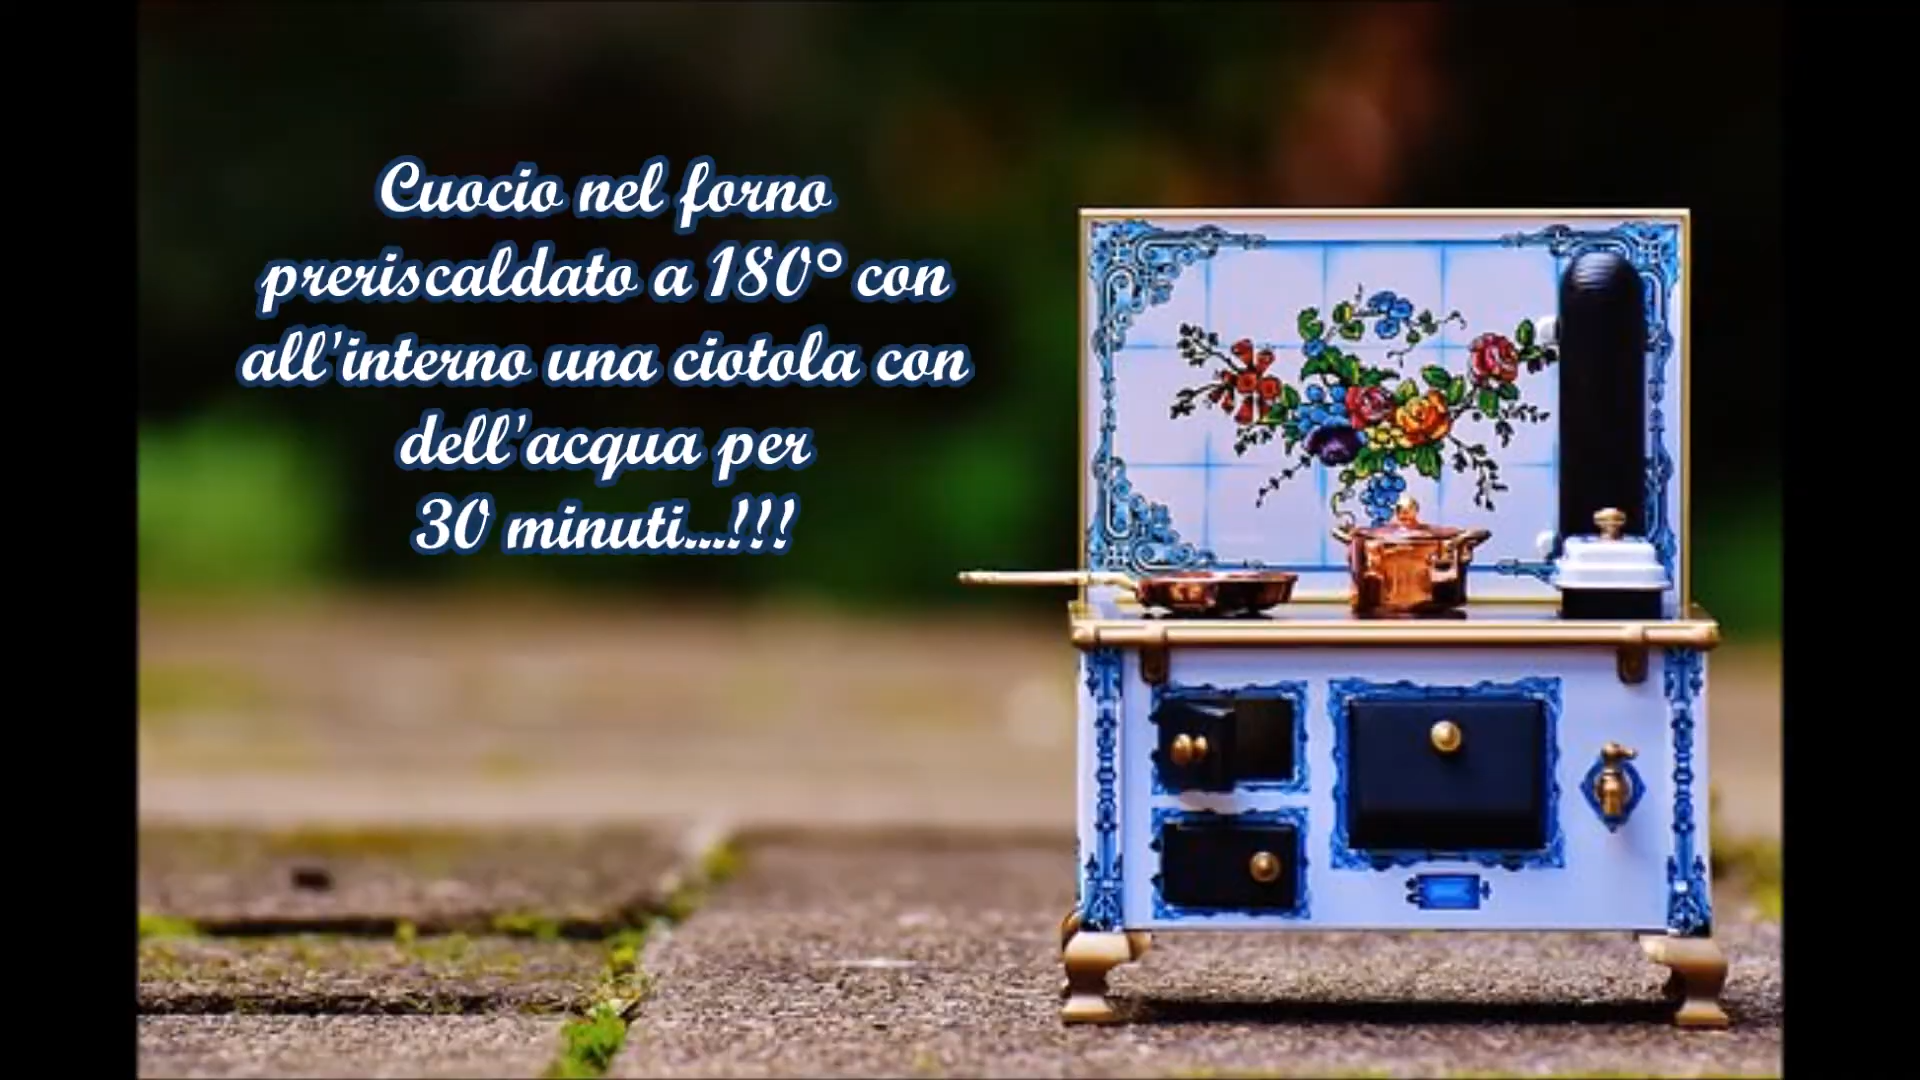 Cuocio nel forno
preriscaldato a 180° con
all'interno una ciotola con
dell'acqua per
30 minuti...!!!